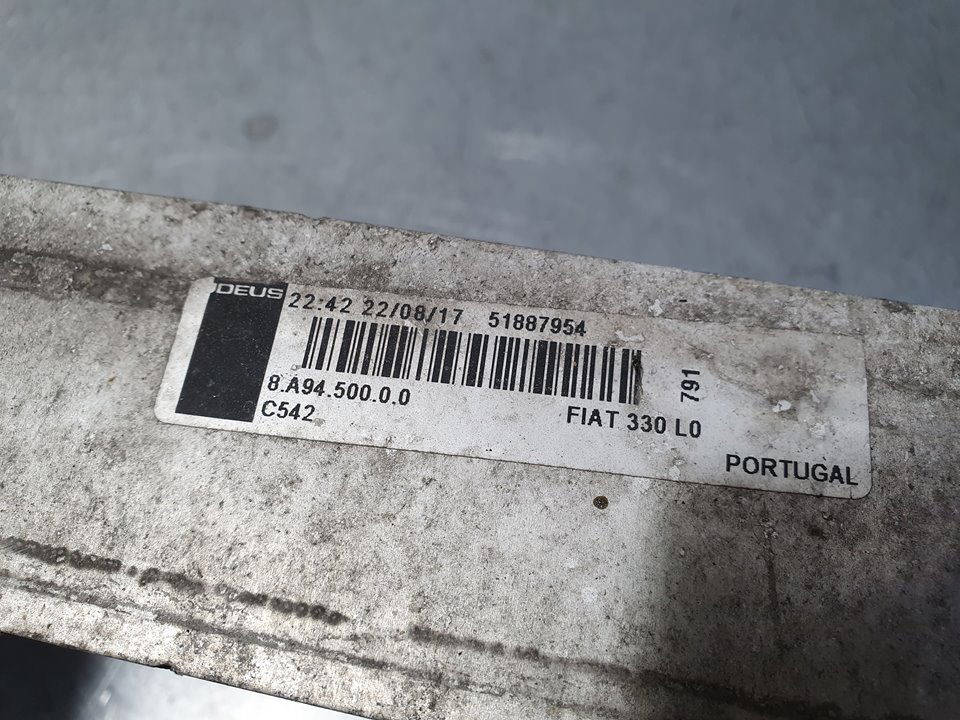 DEUS
22:42 22/08/17 51887954
791
8.A94.500.0.0
C542
FIAT 330 L0
PORTUGAL